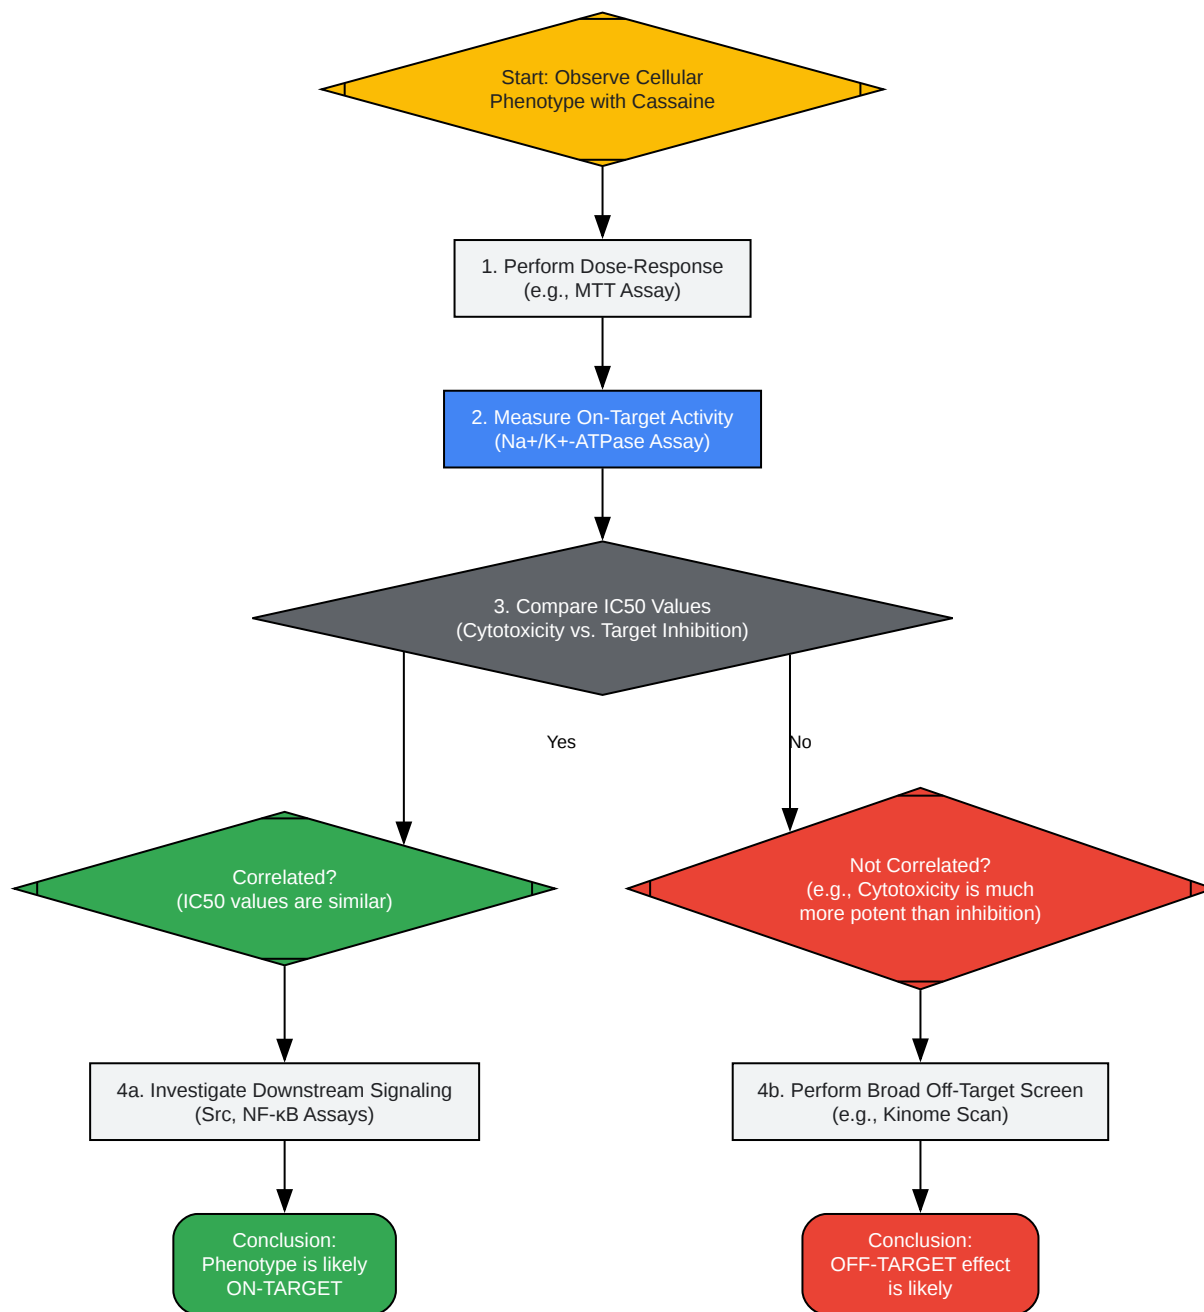 Start: Observe Cellular
Phenotype with Cassaine
1. Perform Dose-Response
(e.g., MTT Assay)
2. Measure On-Target Activity
(Na+/K+-ATPase Assay)
3. Compare IC50 Values
(Cytotoxicity vs. Target Inhibition)
Yes
No
Correlated?
(IC50 values are similar)
Not Correlated?
(e.g., Cytotoxicity is much
more potent than inhibition)
4a. Investigate Downstream Signaling
(Src, NF-κB Assays)
4b. Perform Broad Off-Target Screen
(e.g., Kinome Scan)
Conclusion:
Phenotype is likely
ON-TARGET
Conclusion:
OFF-TARGET effect
is likely